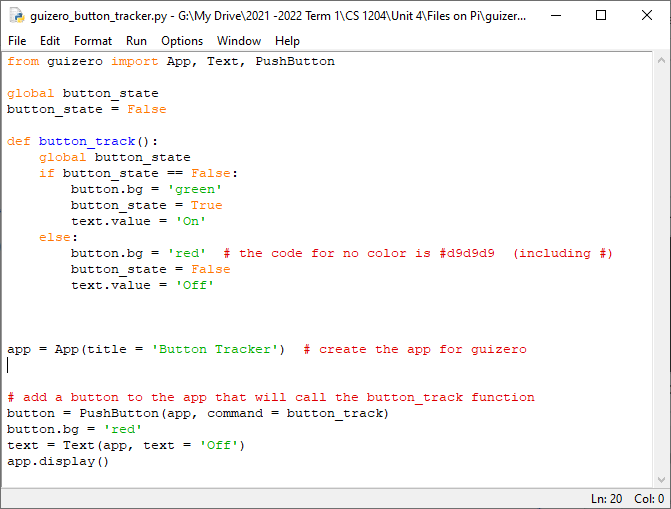 guizero_button_tracker.py - G:\My Drive\2021 -2022 Term 1\CS 1204\Unit 4\Files on Pi\guizer...
File Edit Format Run Options Window Help
from guizero import App, Text, PushButton
global button_state
button_state = False
def button_track():
    global button_state
    if button_state == False:
        button.bg = 'green'
        button_state = True
        text.value = 'On'
    else:
        button.bg = 'red'  # the code for no color is #d9d9d9  (including #)
        button_state = False
        text.value = 'Off'
app = App(title = 'Button Tracker')  # create the app for guizero
# add a button to the app that will call the button_track function
button = PushButton(app, command = button_track)
button.bg = 'red'
text = Text(app, text = 'Off')
app.display()
Ln: 20 Col: 0